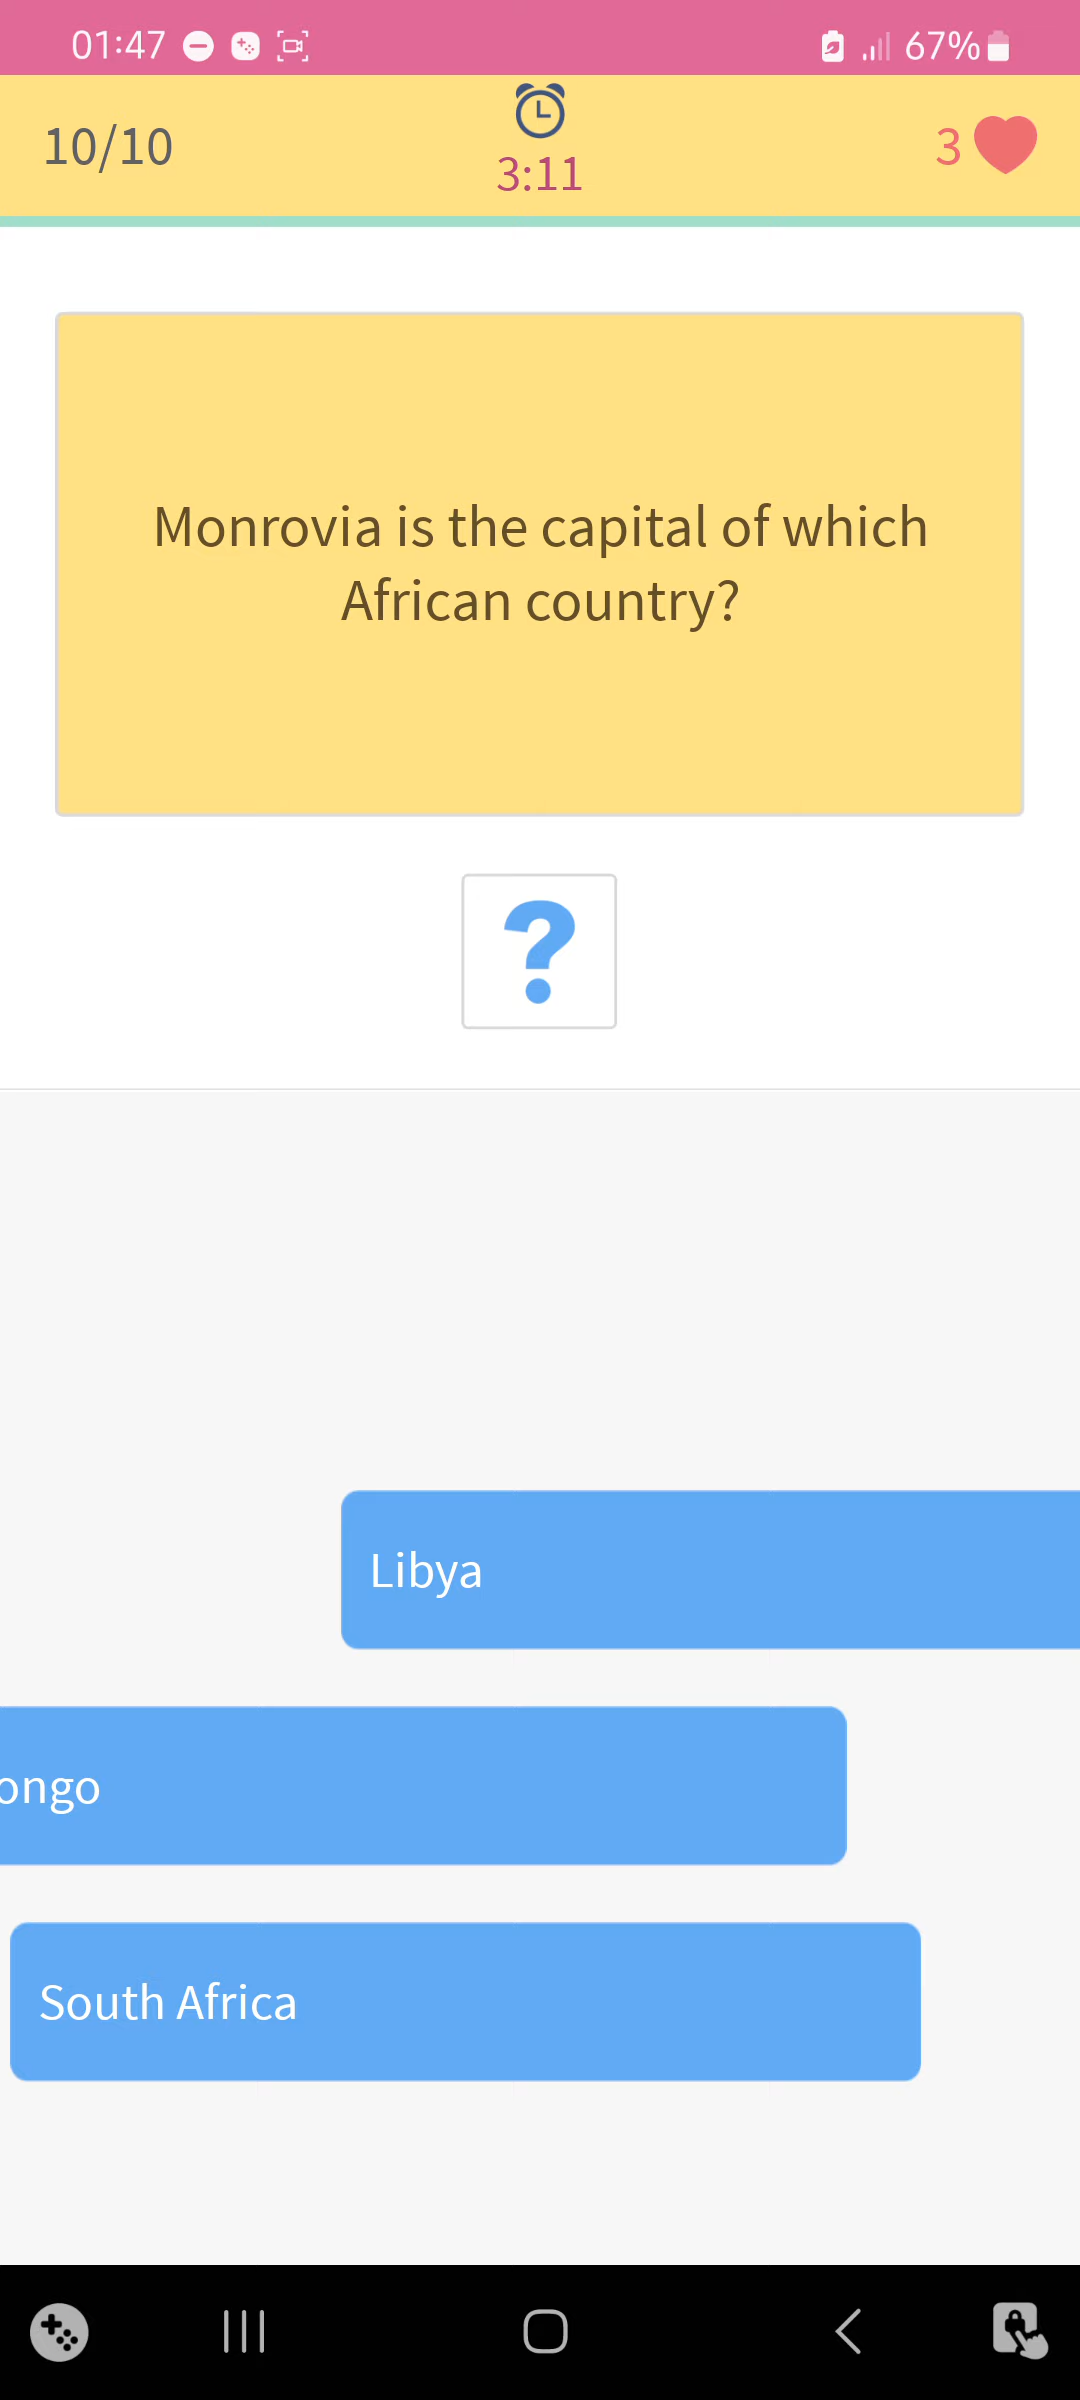 01:47
67%
10/10
3:11
3
Monrovia is the capital of which
African country?
?
Libya
ongo
South Africa